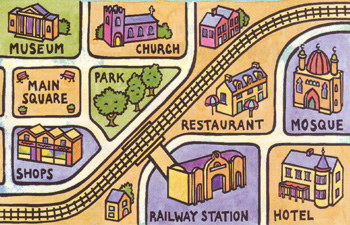 MUSEUM
CHURCH
MAIN
SQUARE
PARK
RESTAURANT
MOSQUE
SHOPS
RAILWAY STATION
HOTEL